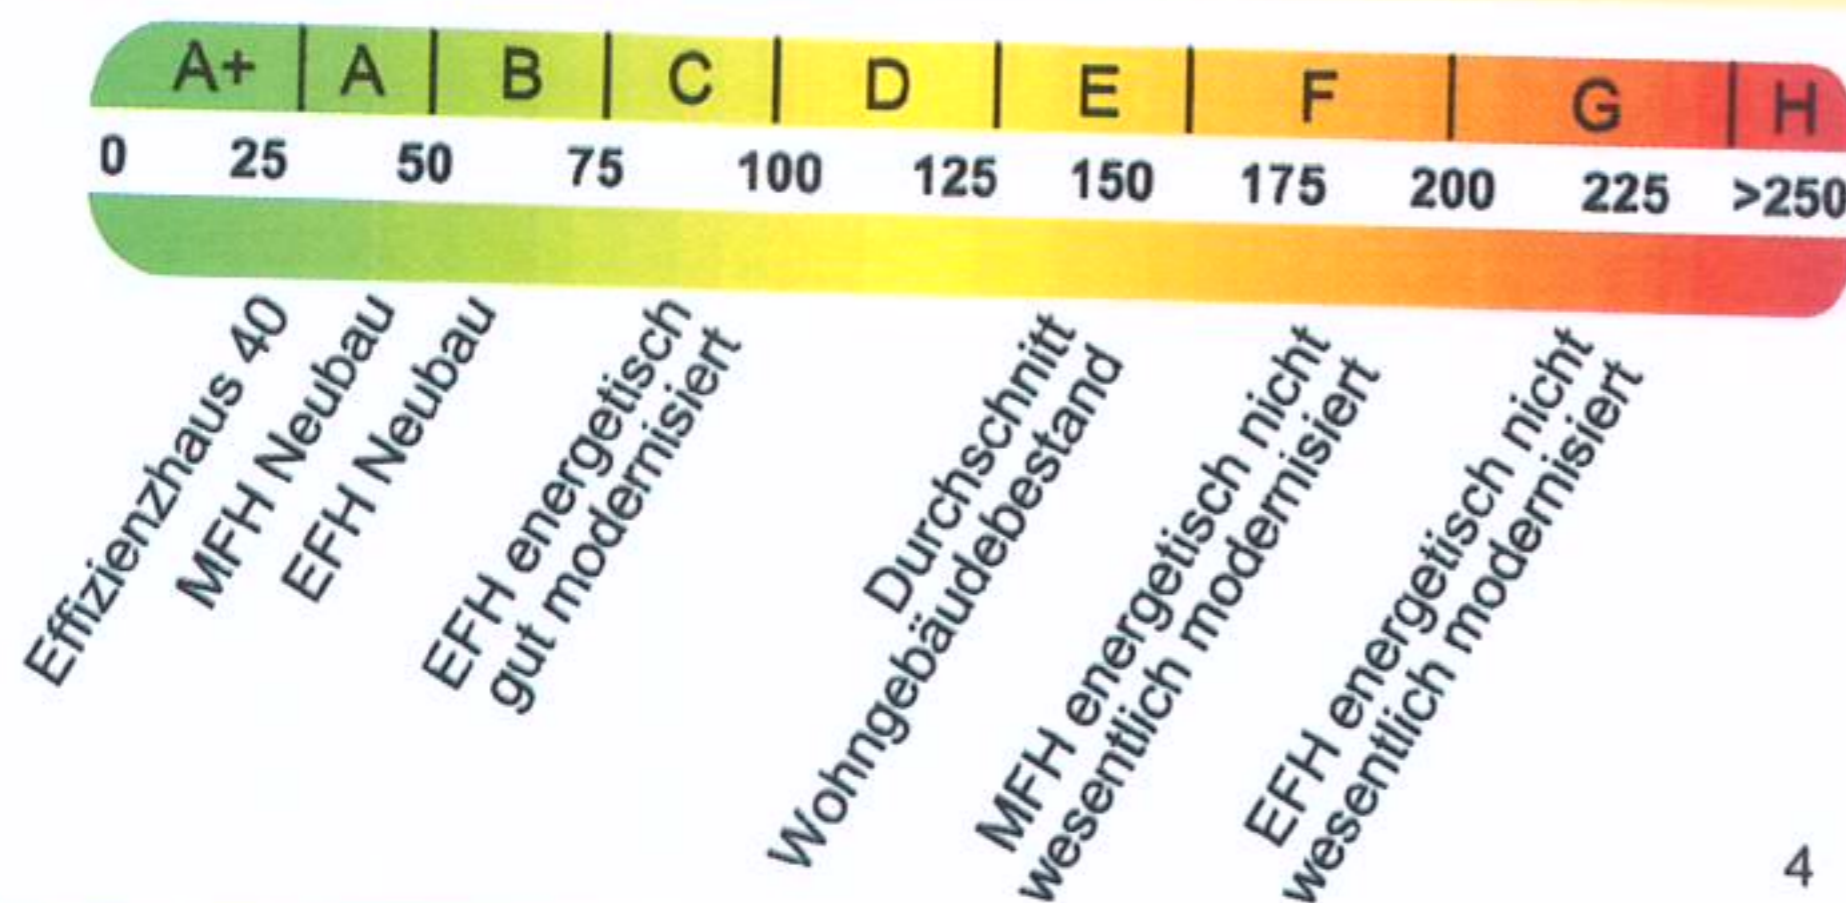 A+ A B C D E F G H
0 25 50 75 100 125 150 175 200 225 >250
Effizienzhaus 40
MFH Neubau
EFH Neubau
EFH energetisch
gut modernisiert
Durchschnitt
Wohngebäudebestand
MFH energetisch nicht
wesentlich modernisiert
EFH energetisch nicht
wesentlich modernisiert
4